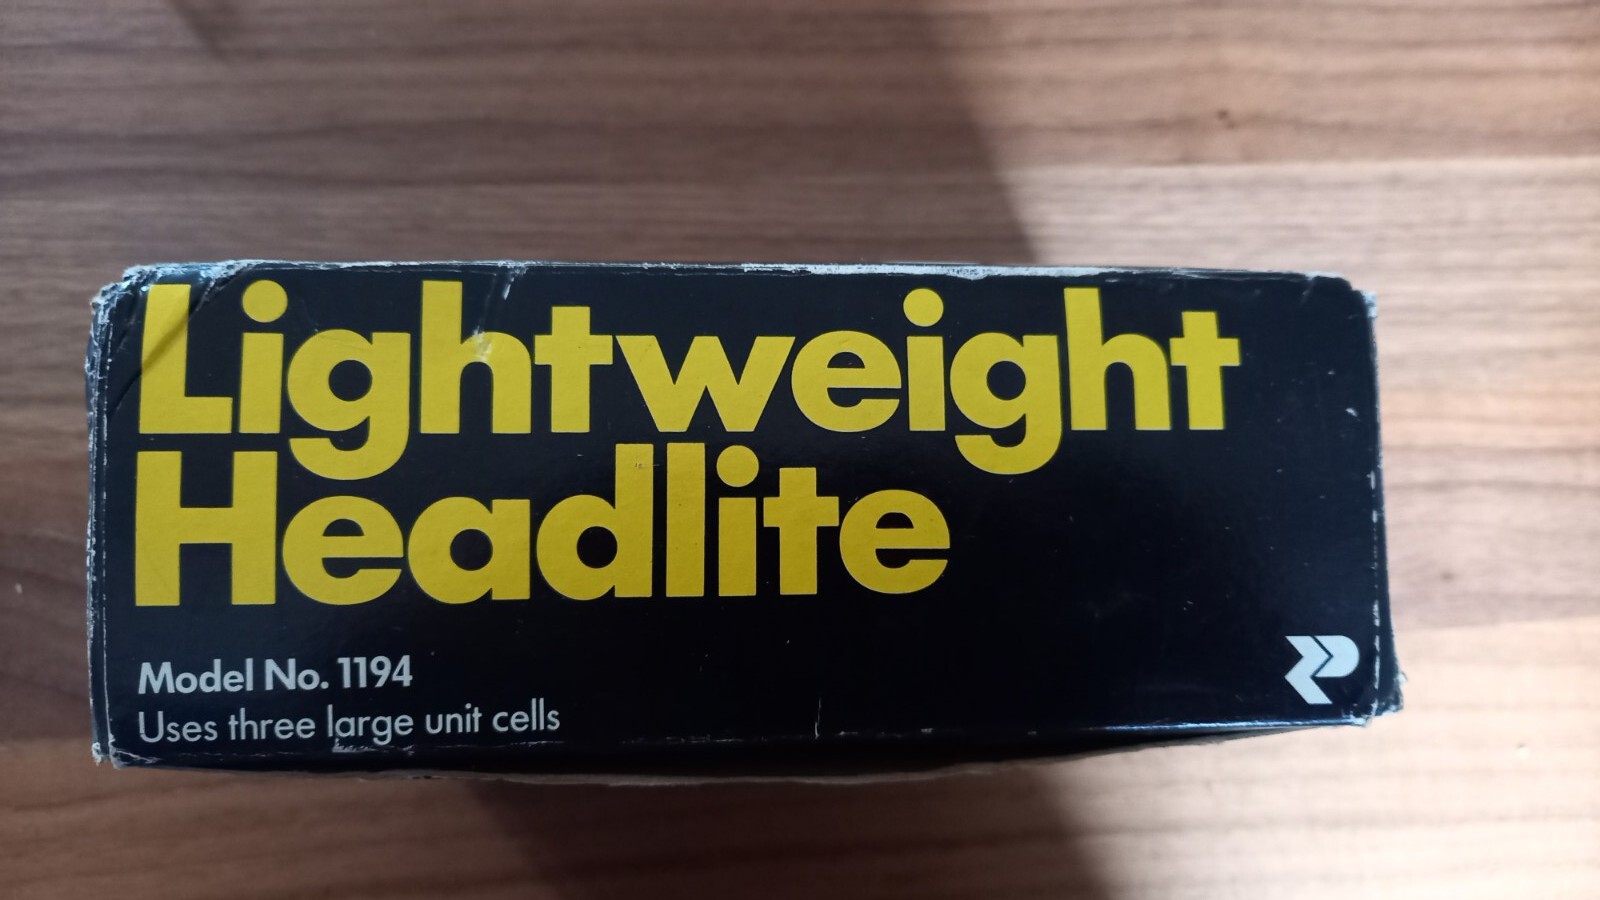 Lightweight
Headlite
Model No. 1194
Uses three large unit cells